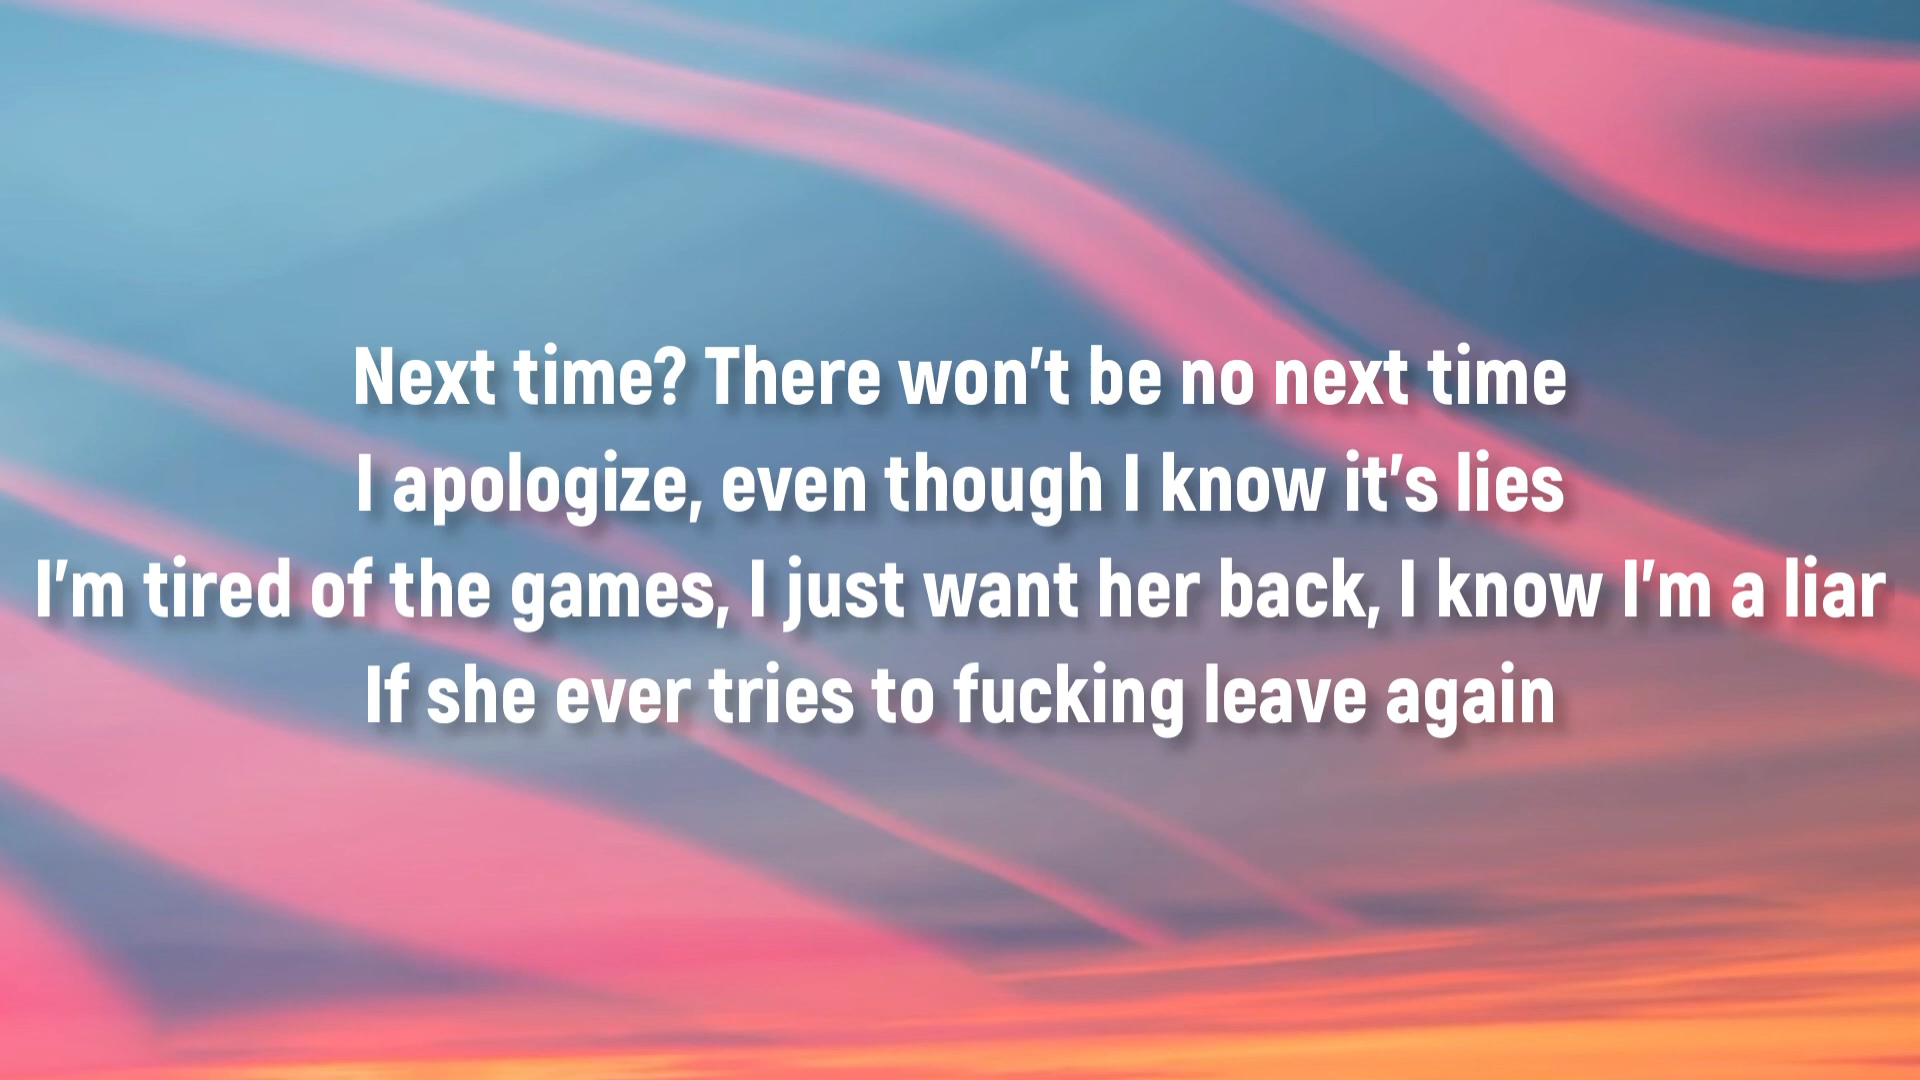 Next time? There won't be no next time
I apologize, even though I know it's lies
I'm tired of the games, I just want her back, I know I'm a liar
If she ever tries to fucking leave again